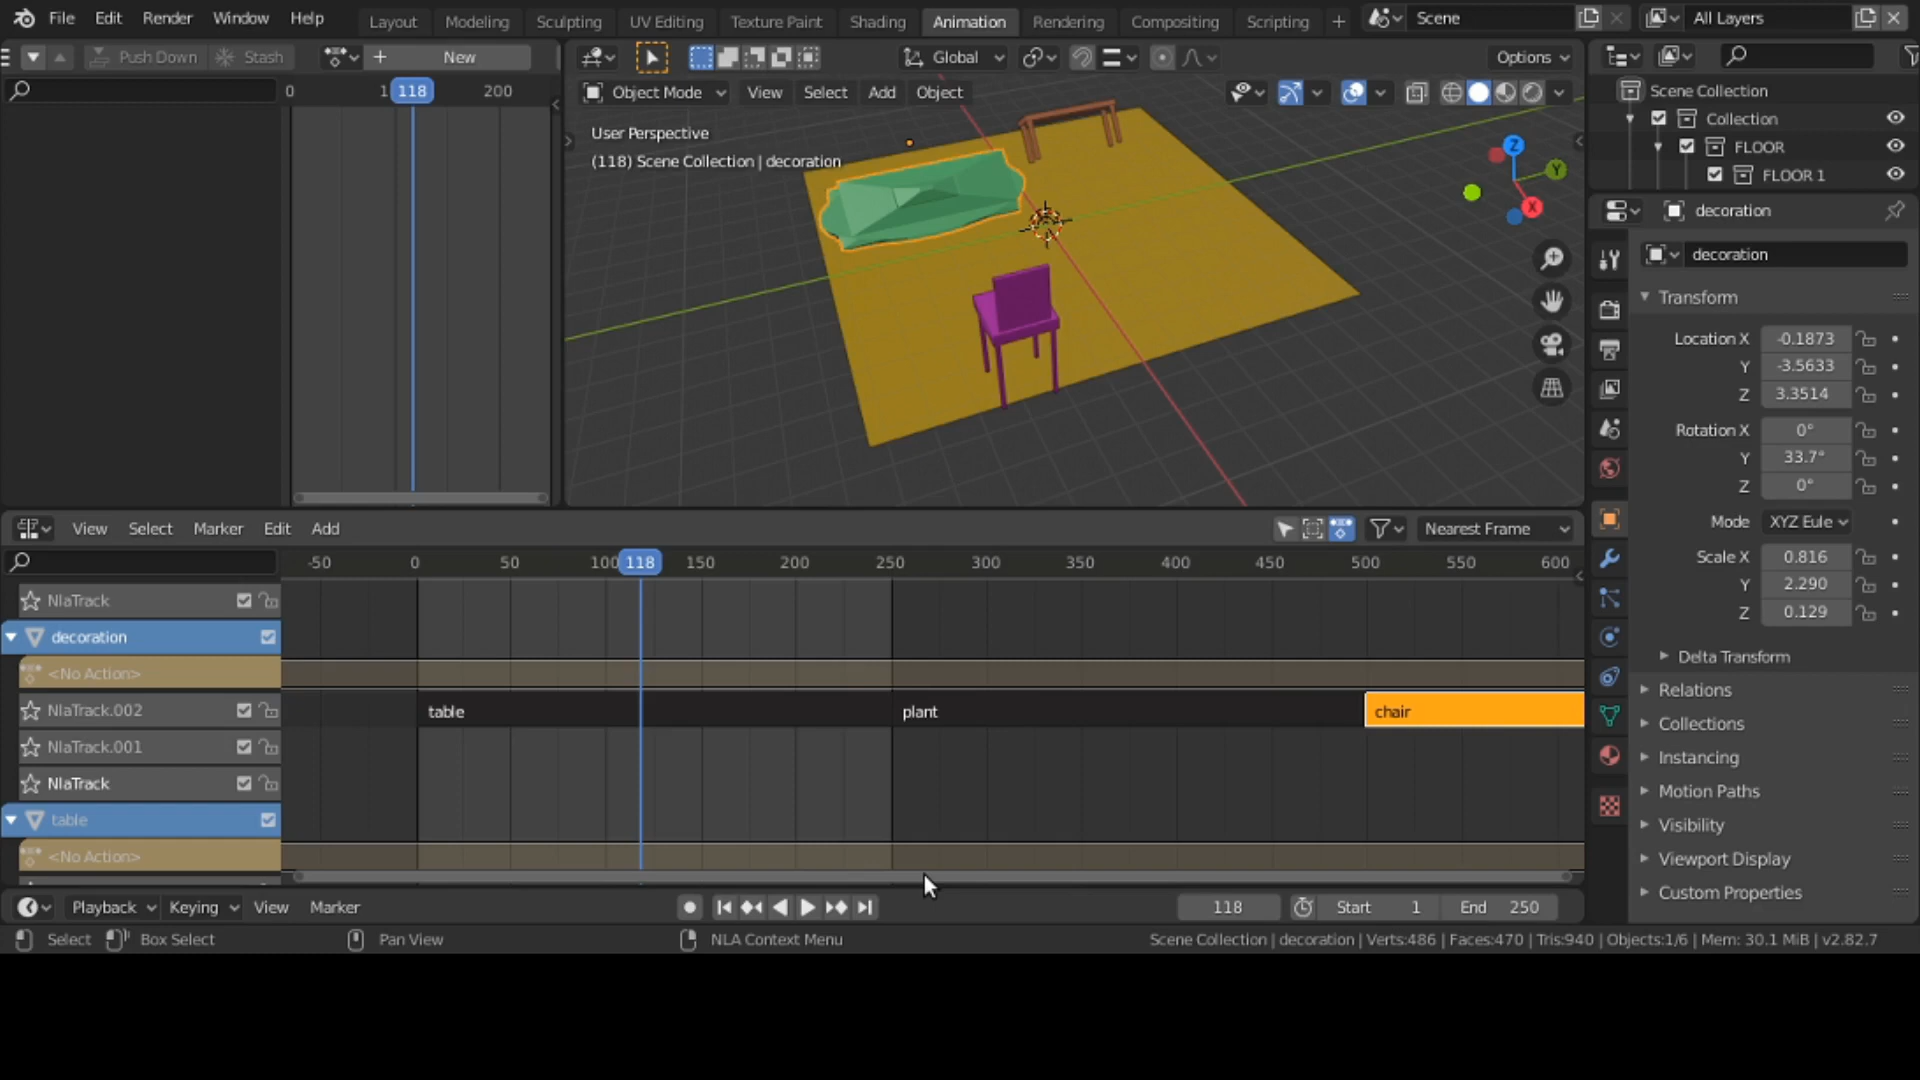 File Edit Render Window Help Layout Modeling Sculpting UV Editing Texture Paint Shading Animation Rendering Compositing Scripting + Scene All Layers
Push Down Stash + New Global Options
0 1 118 200 Object Mode View Select Add Object
Scene Collection
Collection
FLOOR
FLOOR 1
User Perspective
(118) Scene Collection | decoration
Z
Y
X
decoration
decoration
Transform
Location X -0.1873
Y -3.5633
Z 3.3514
Rotation X 0°
Y 33.7°
Z 0°
Mode XYZ Eule
Scale X 0.816
Y 2.290
Z 0.129
Delta Transform
Relations
Collections
Instancing
Motion Paths
Visibility
Viewport Display
Custom Properties
View Select Marker Edit Add Nearest Frame
-50 0 50 100 118 150 200 250 300 350 400 450 500 550 600
NlaTrack
decoration
<No Action>
NlaTrack.002 table plant chair
NlaTrack.001
NlaTrack
table
<No Action>
Playback Keying View Marker 118 Start 1 End 250
Select Box Select Pan View NLA Context Menu Scene Collection | decoration | Verts:486 | Faces:470 | Tris:940 | Objects:1/6 | Mem: 30.1 MiB | v2.82.7